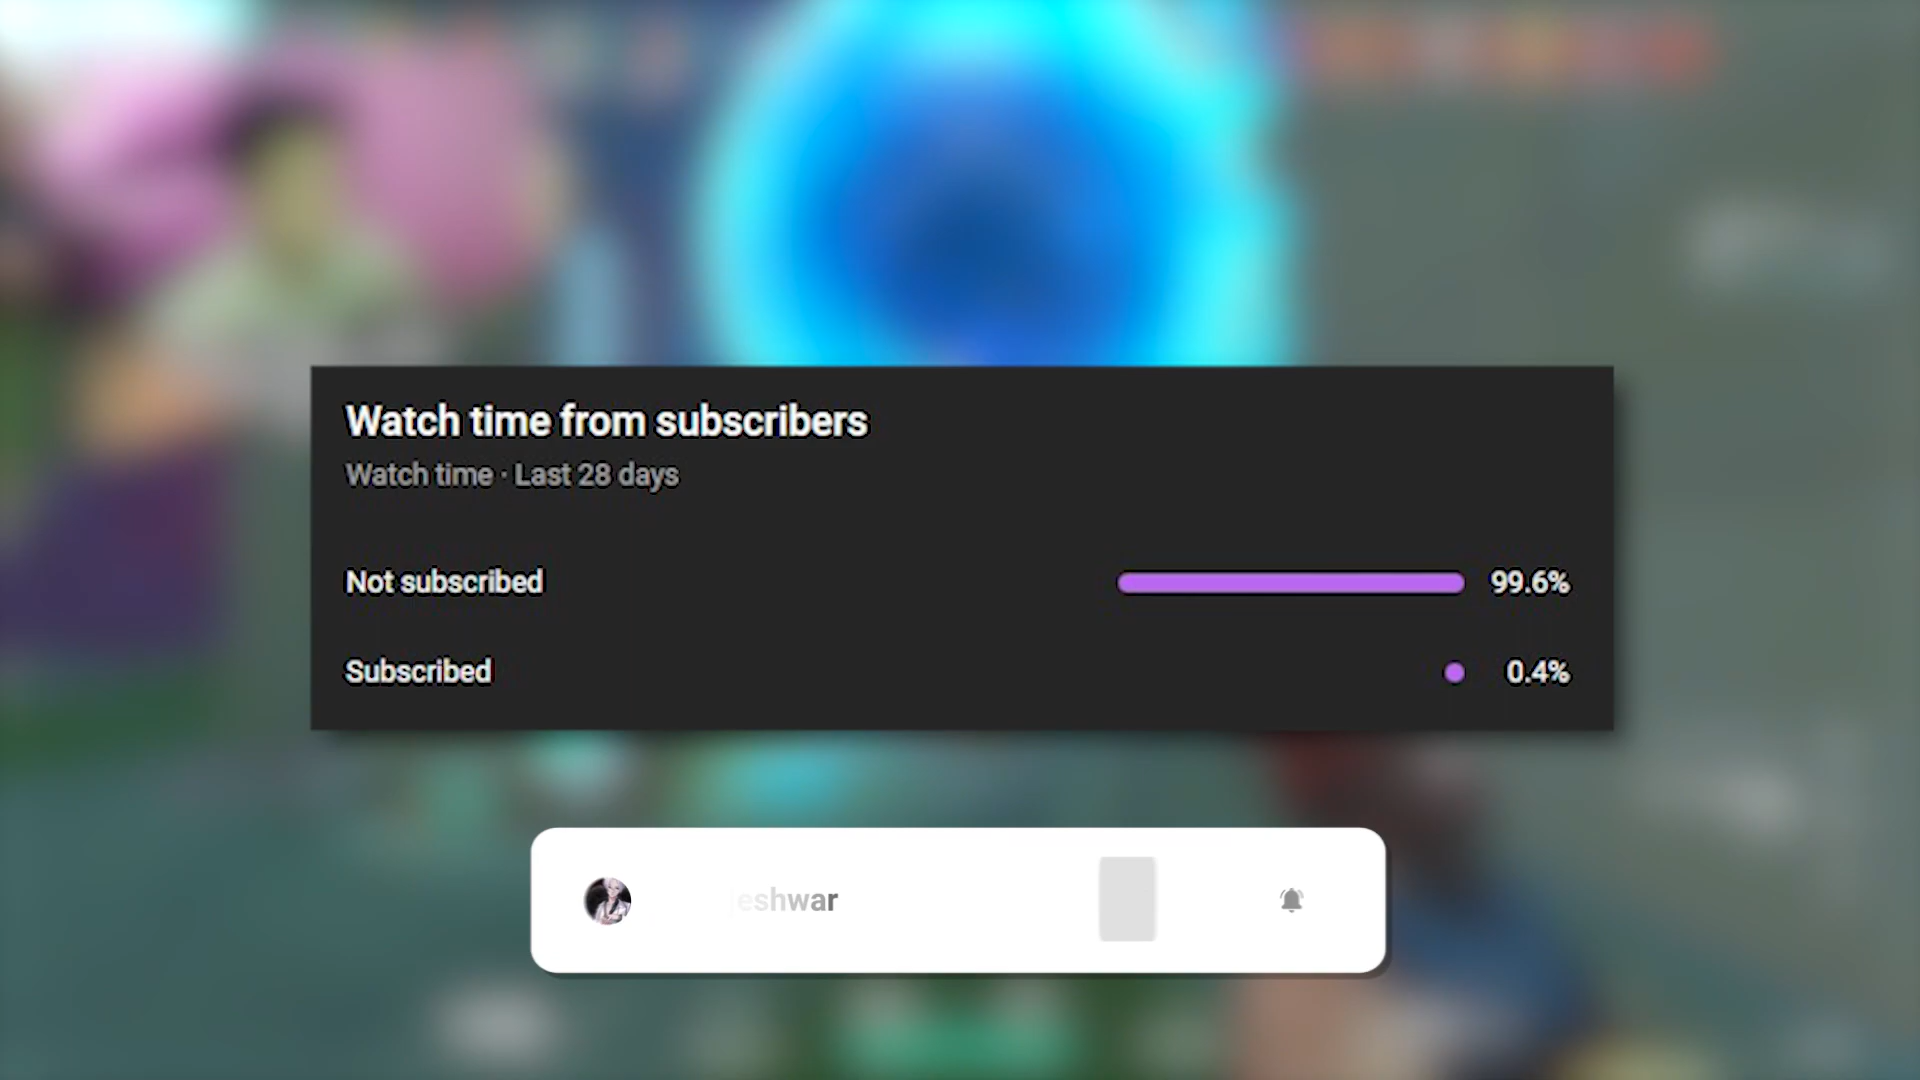 Watch time from subscribers
Watch time · Last 28 days
Not subscribed
99.6%
Subscribed
0.4%
eshwar